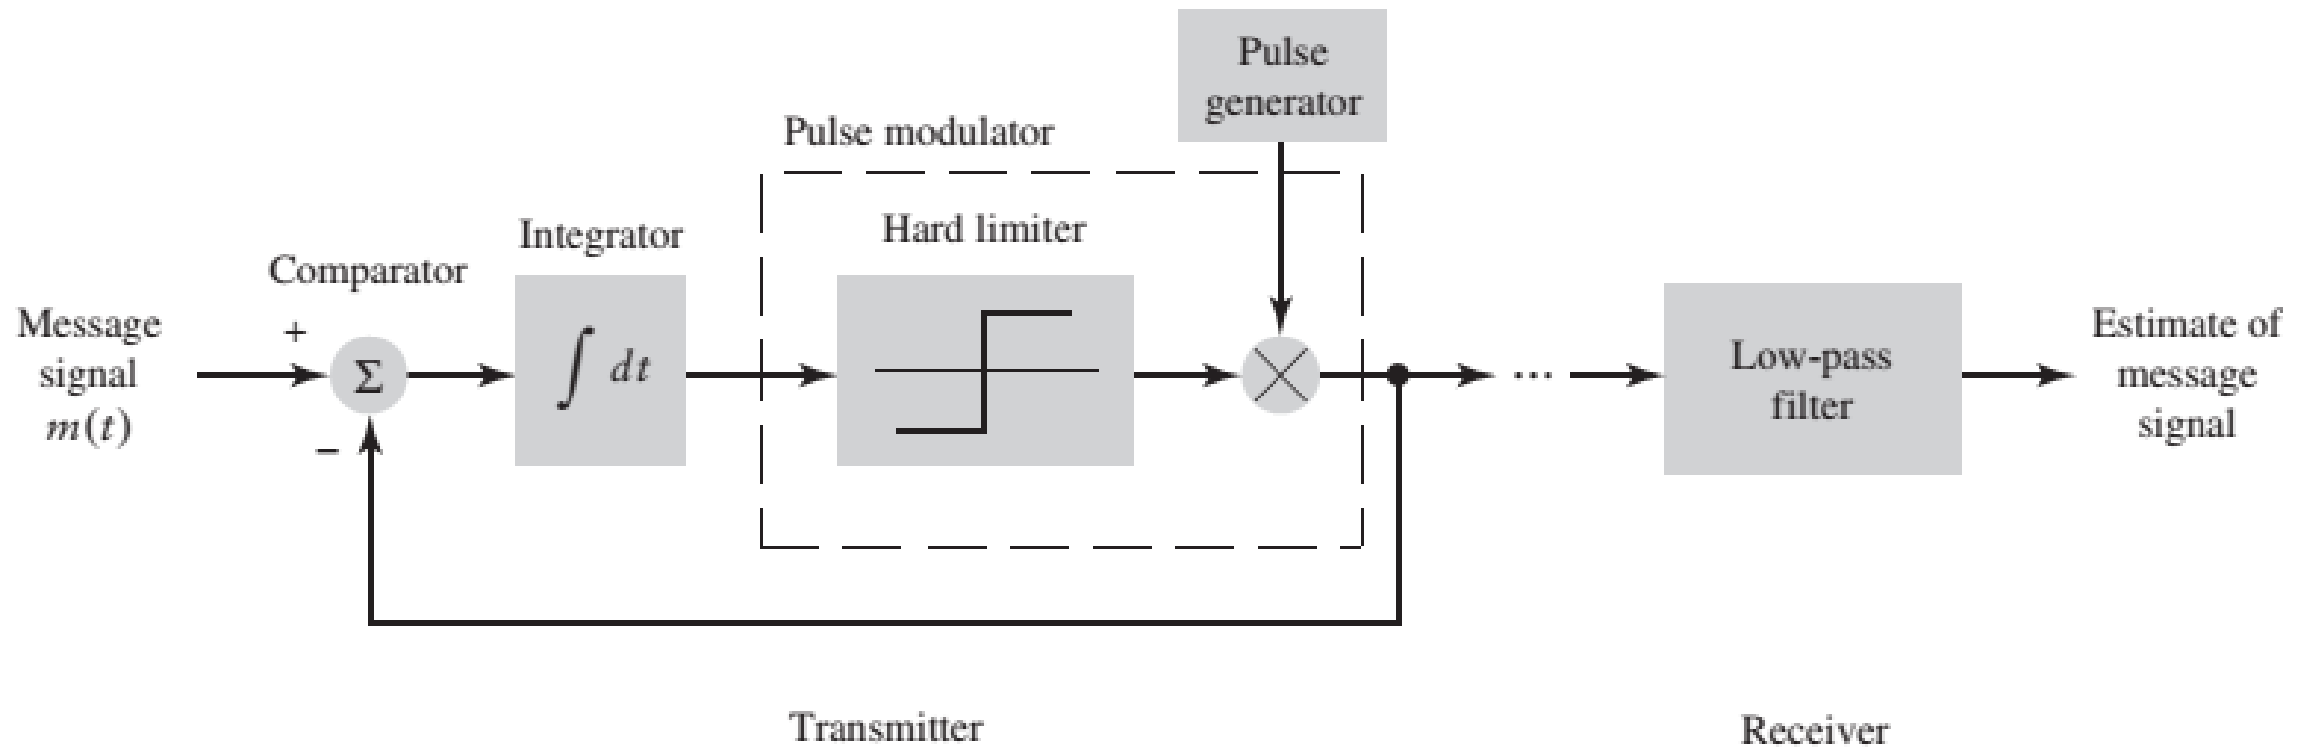 Pulse
generator
Pulse modulator
Hard limiter
Integrator
Comparator
Message
signal
m(t)
+
Σ
−
∫ dt
...
Low-pass
filter
Estimate of
message
signal
Transmitter
Receiver